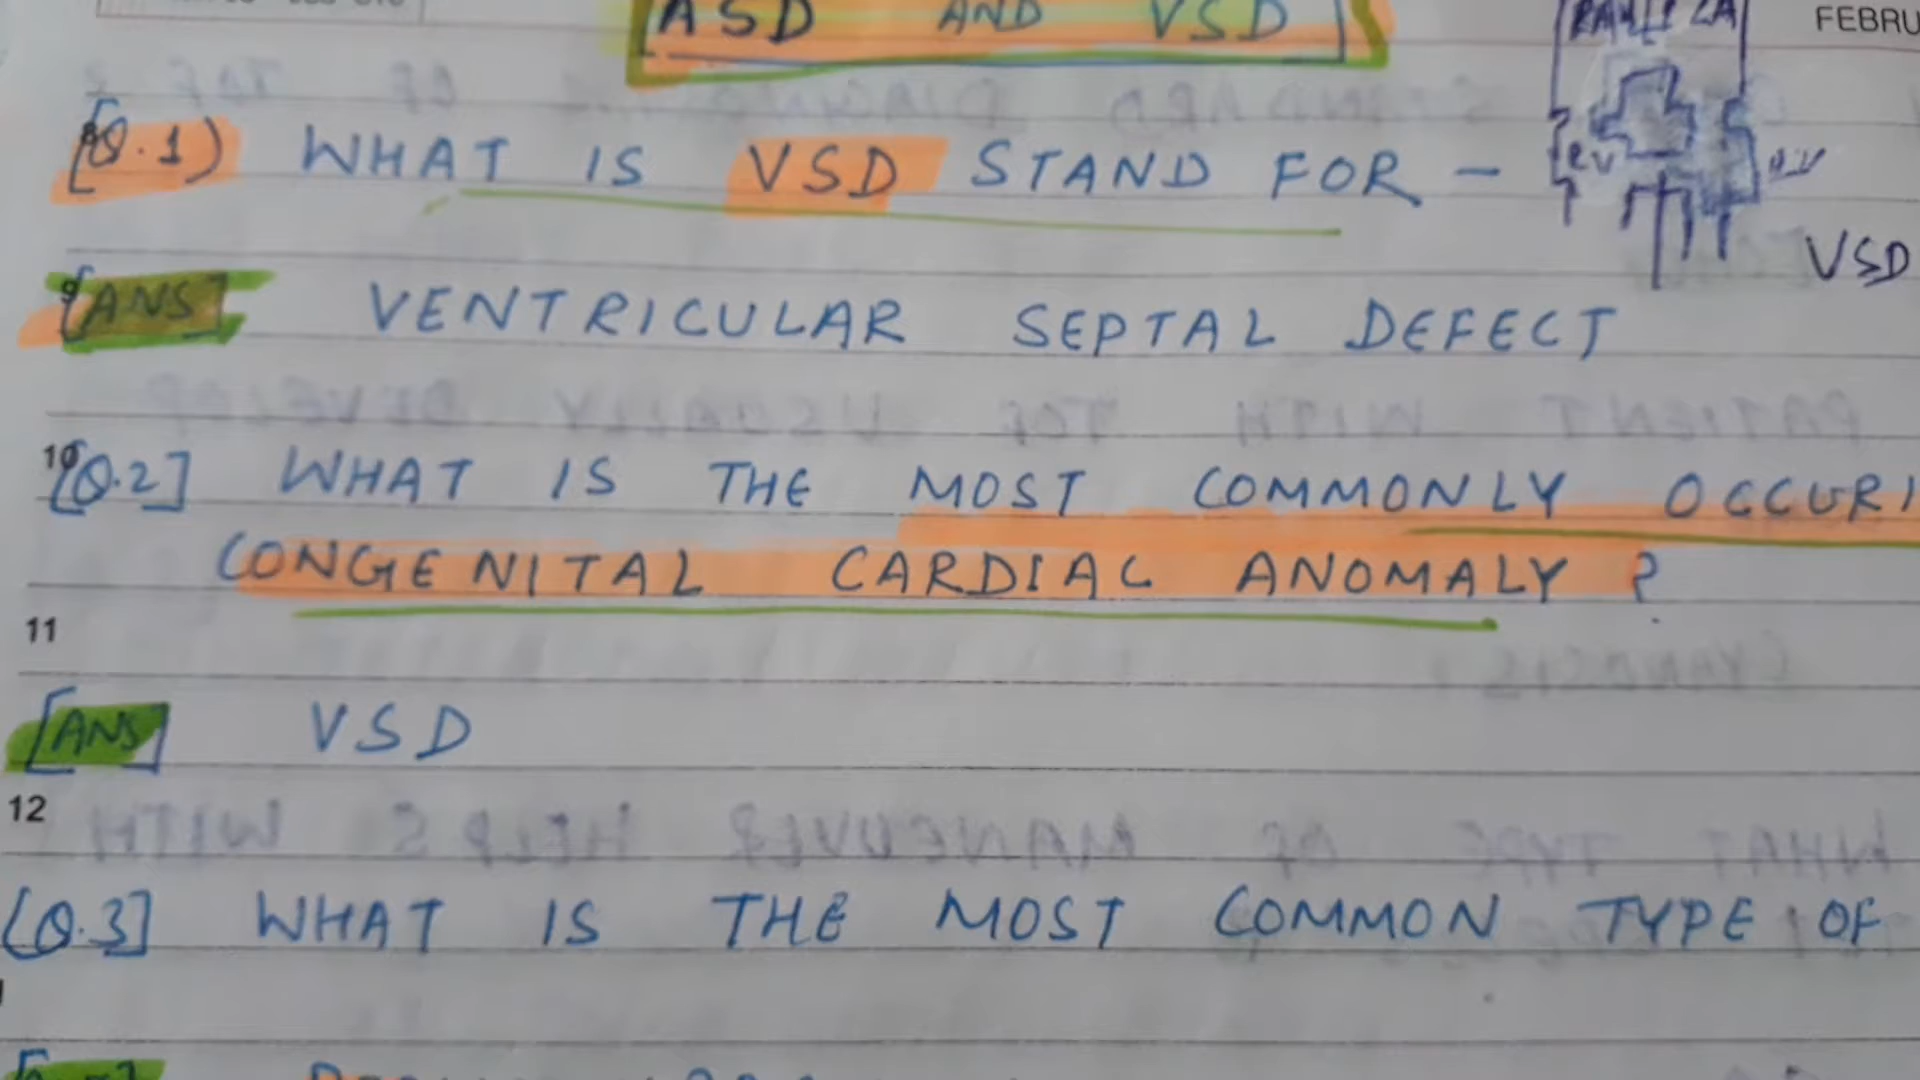 ASD AND VSD
FEBRU
[Q.1) WHAT IS VSD STAND FOR -
RV
VSD
9
[ANS] VENTRICULAR SEPTAL DEFECT
10
[Q.2] WHAT IS THE MOST COMMONLY OCCURI
CONGENITAL CARDIAC ANOMALY ?
11
[ANS] VSD
12
[Q.3] WHAT IS THE MOST COMMON TYPE OF